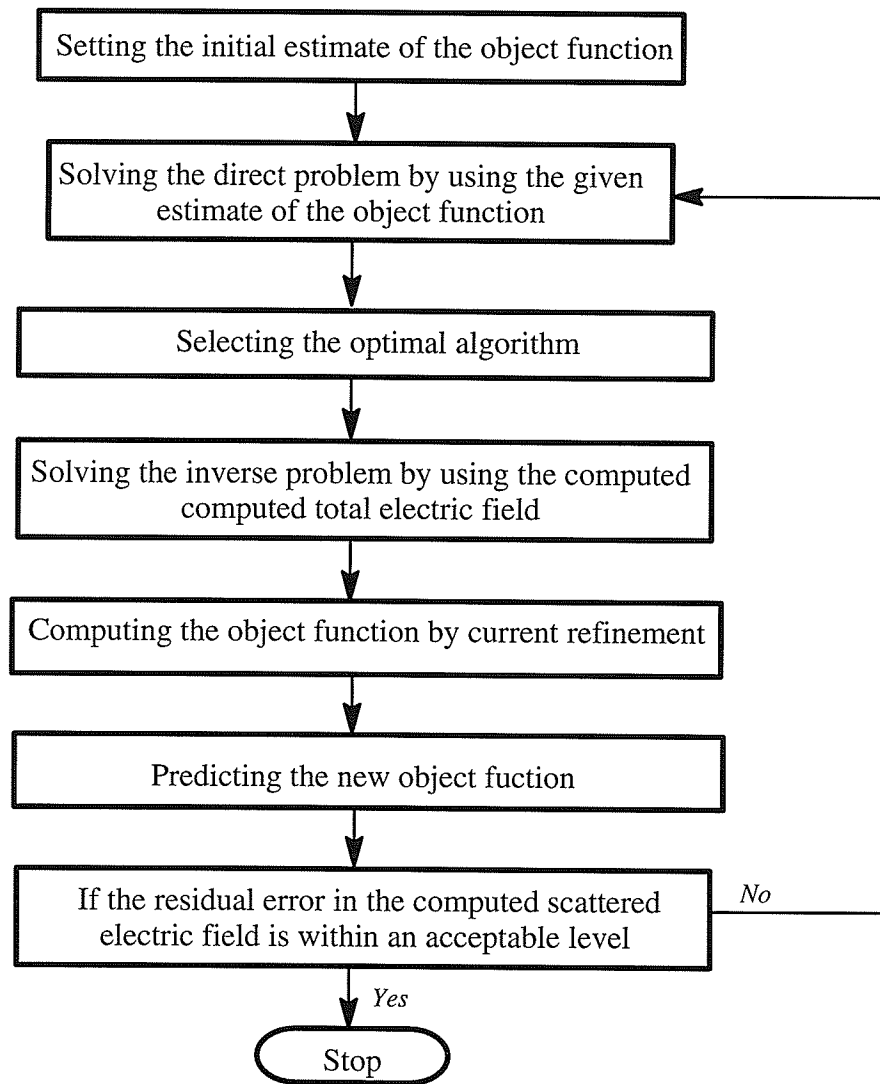 Setting the initial estimate of the object function
Solving the direct problem by using the given
estimate of the object function
Selecting the optimal algorithm
Solving the inverse problem by using the computed
computed total electric field
Computing the object function by current refinement
Predicting the new object fuction
If the residual error in the computed scattered
electric field is within an acceptable level
No
Yes
Stop